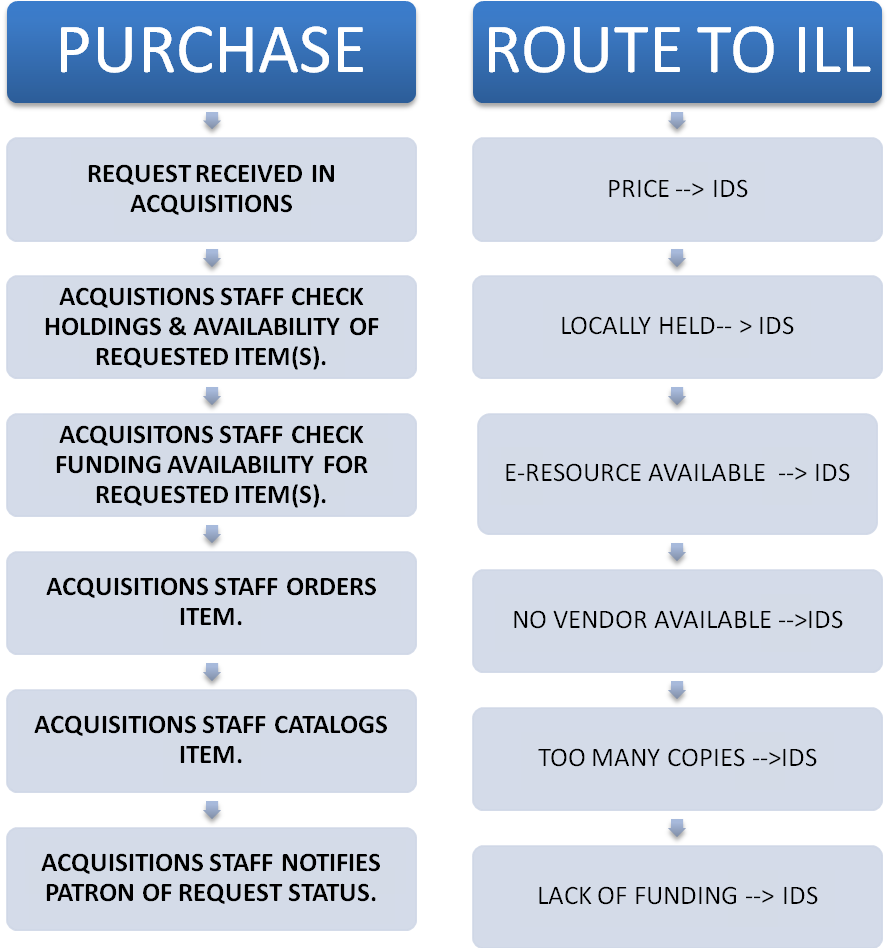 PURCHASE
REQUEST RECEIVED IN
ACQUISITIONS
ACQUISTIONS STAFF CHECK
HOLDINGS & AVAILABILITY OF
REQUESTED ITEM(S).
ACQUISITONS STAFF CHECK
FUNDING AVAILABILITY FOR
REQUESTED ITEM(S).
ACQUISITIONS STAFF ORDERS
ITEM.
ACQUISITIONS STAFF CATALOGS
ITEM.
ACQUISITIONS STAFF NOTIFIES
PATRON OF REQUEST STATUS.
ROUTE TO ILL
PRICE --> IDS
LOCALLY HELD-- > IDS
E-RESOURCE AVAILABLE --> IDS
NO VENDOR AVAILABLE -->IDS
TOO MANY COPIES -->IDS
LACK OF FUNDING --> IDS